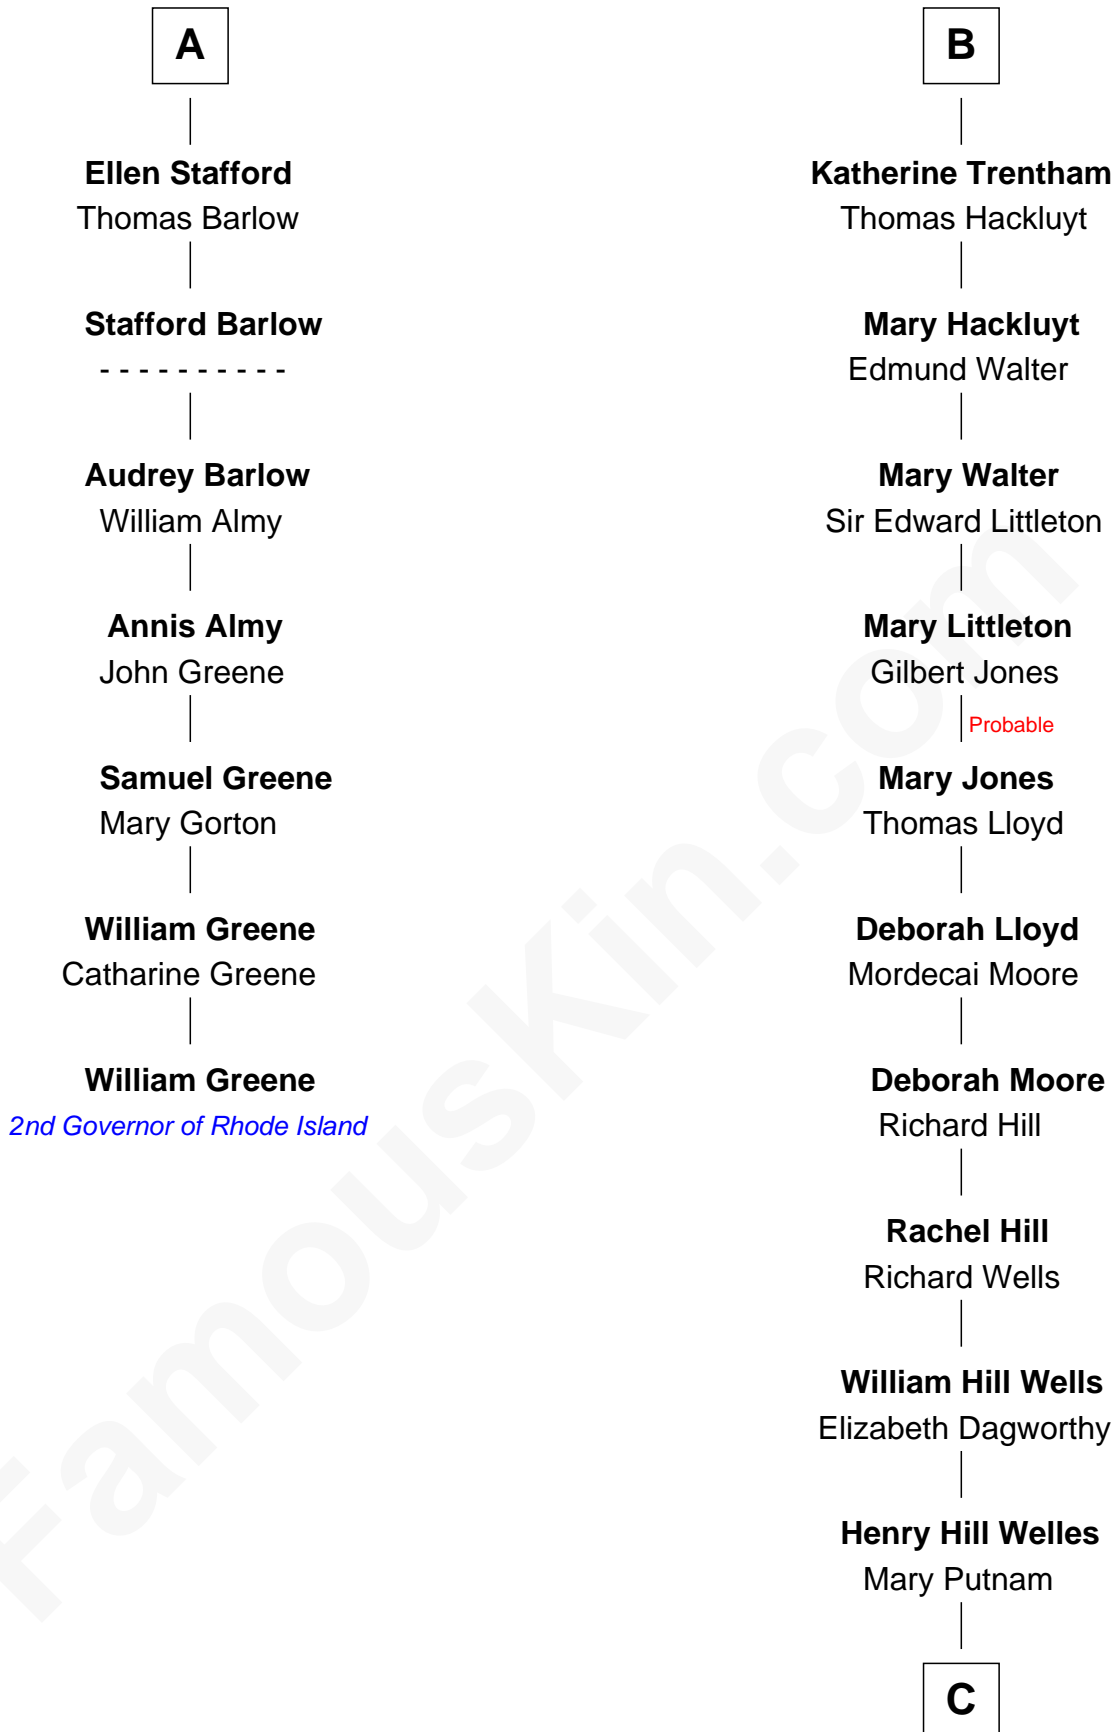 A
Ellen Stafford
Thomas Barlow
Stafford Barlow
- - - - - - - - - -
Audrey Barlow
William Almy
Annis Almy
John Greene
Samuel Greene
Mary Gorton
William Greene
Catharine Greene
William Greene
2nd Governor of Rhode Island
B
Katherine Trentham
Thomas Hackluyt
Mary Hackluyt
Edmund Walter
Mary Walter
Sir Edward Littleton
Mary Littleton
Gilbert Jones
Probable
Mary Jones
Thomas Lloyd
Deborah Lloyd
Mordecai Moore
Deborah Moore
Richard Hill
Rachel Hill
Richard Wells
William Hill Wells
Elizabeth Dagworthy
Henry Hill Welles
Mary Putnam
C
FamousKin.com